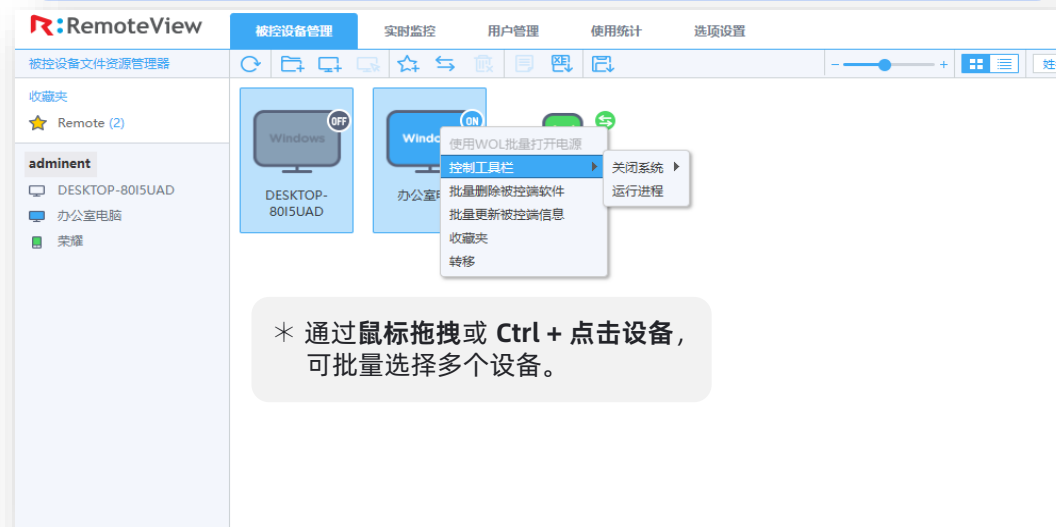 RemoteView
被控设备管理
实时监控
用户管理
使用统计
选项设置
被控设备文件资源管理器
收藏夹
Remote (2)
adminent
DESKTOP-80I5UAD
办公室电脑
荣耀
Windows
OFF
DESKTOP-
80I5UAD
ON
使用WOL批量打开电源
控制工具栏
批量删除被控端软件
批量更新被控端信息
收藏夹
转移
关闭系统
运行进程
* 通过鼠标拖拽或 Ctrl + 点击设备，
可批量选择多个设备。